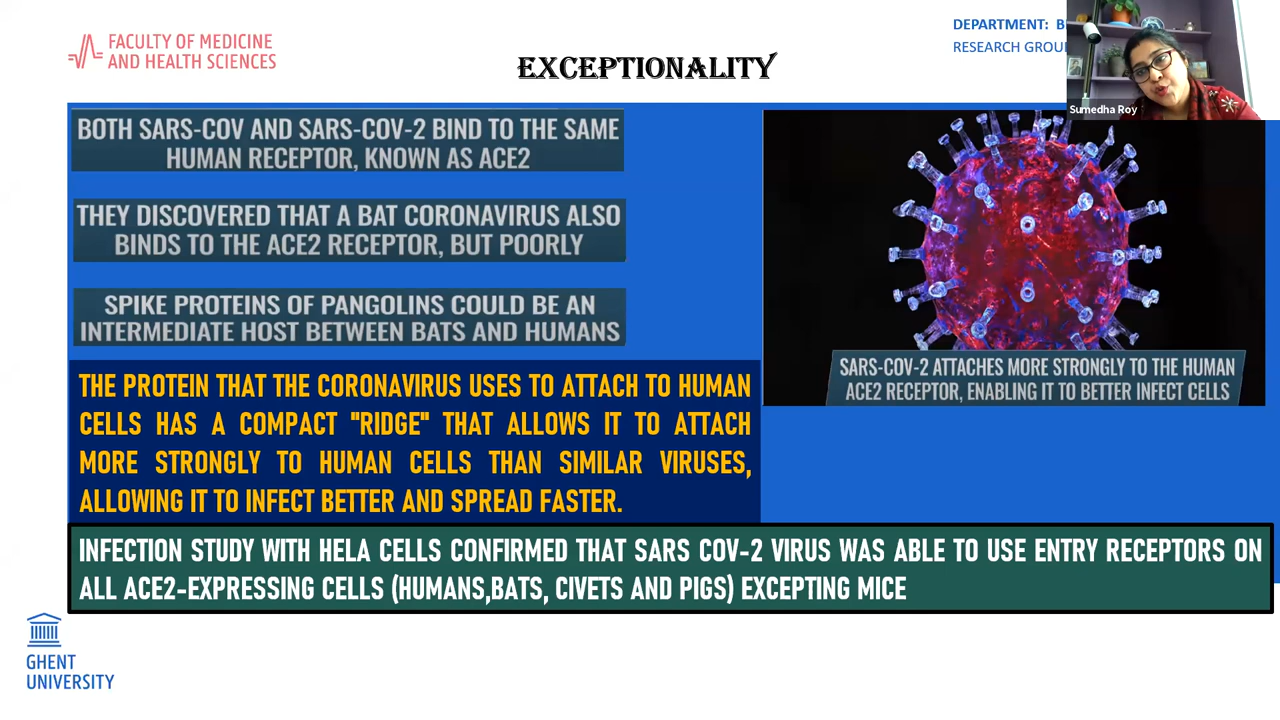 FACULTY OF MEDICINE
AND HEALTH SCIENCES
EXCEPTIONALITY
DEPARTMENT:
RESEARCH GROUP
Sumedha Roy
BOTH SARS-COV AND SARS-COV-2 BIND TO THE SAME
HUMAN RECEPTOR, KNOWN AS ACE2
THEY DISCOVERED THAT A BAT CORONAVIRUS ALSO
BINDS TO THE ACE2 RECEPTOR, BUT POORLY
SPIKE PROTEINS OF PANGOLINS COULD BE AN
INTERMEDIATE HOST BETWEEN BATS AND HUMANS
SARS-COV-2 ATTACHES MORE STRONGLY TO THE HUMAN
ACE2 RECEPTOR, ENABLING IT TO BETTER INFECT CELLS
THE PROTEIN THAT THE CORONAVIRUS USES TO ATTACH TO HUMAN
CELLS HAS A COMPACT "RIDGE" THAT ALLOWS IT TO ATTACH
MORE STRONGLY TO HUMAN CELLS THAN SIMILAR VIRUSES,
ALLOWING IT TO INFECT BETTER AND SPREAD FASTER.
INFECTION STUDY WITH HELA CELLS CONFIRMED THAT SARS COV-2 VIRUS WAS ABLE TO USE ENTRY RECEPTORS ON
ALL ACE2-EXPRESSING CELLS (HUMANS,BATS, CIVETS AND PIGS) EXCEPTING MICE
GHENT
UNIVERSITY